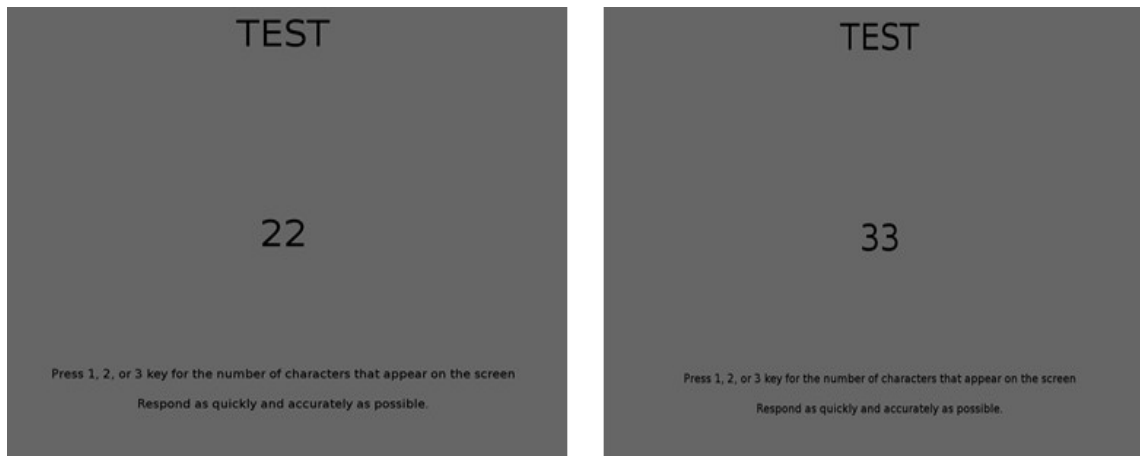 TEST
22
Press 1, 2, or 3 key for the number of characters that appear on the screen
Respond as quickly and accurately as possible.
TEST
33
Press 1, 2, or 3 key for the number of characters that appear on the screen
Respond as quickly and accurately as possible.